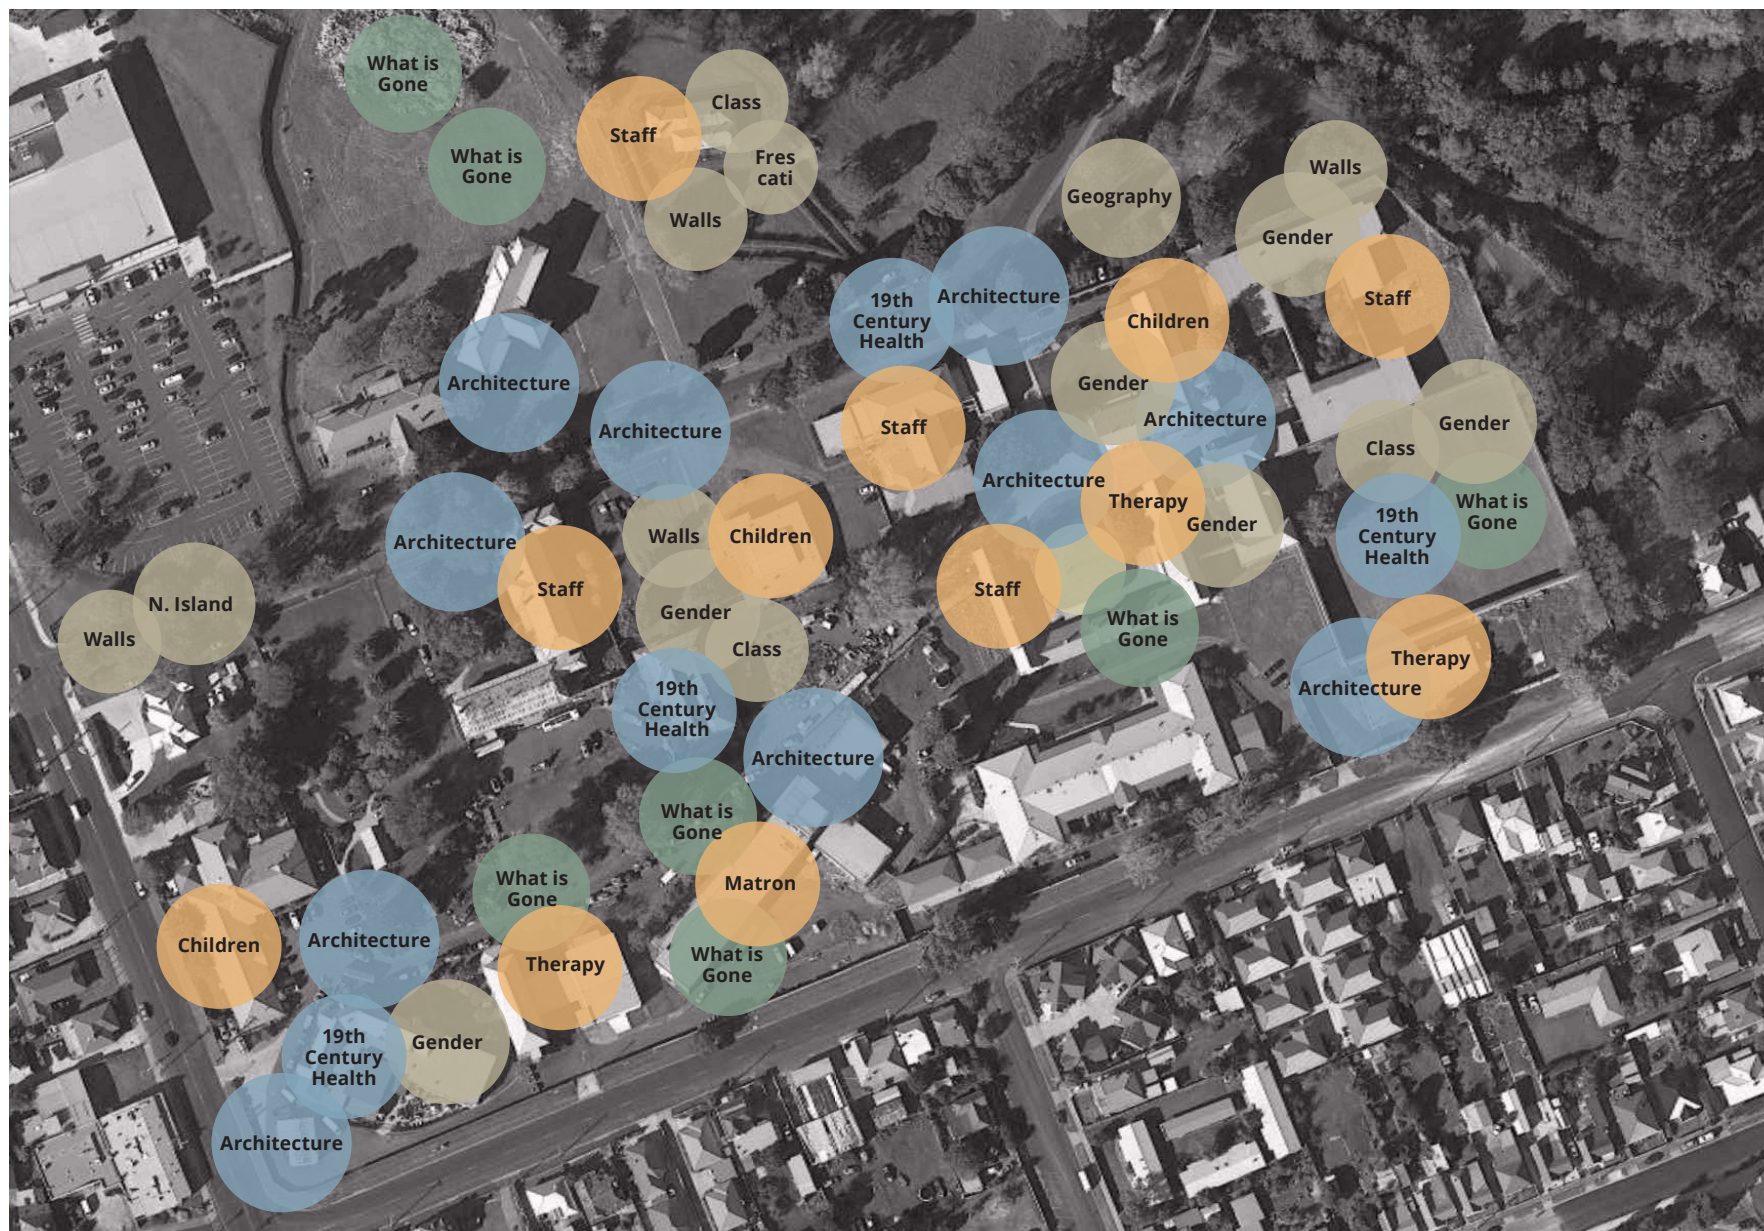 What is
Gone
Class
Staff
What is
Gone
Fres
cati
Walls
Geography
Walls
Gender
19th
Century
Health
Architecture
Children
Staff
Architecture
Architecture
Staff
Gender
Architecture
Class
Gender
Architecture
Therapy
What is
Gone
Gender
19th
Century
Health
Architecture
Staff
Walls
Children
Staff
N. Island
Walls
Gender
Class
What is
Gone
Therapy
Architecture
19th
Century
Health
Architecture
What is
Gone
Matron
What is
Gone
What is
Gone
Therapy
Children
Architecture
19th
Century
Health
Gender
Architecture